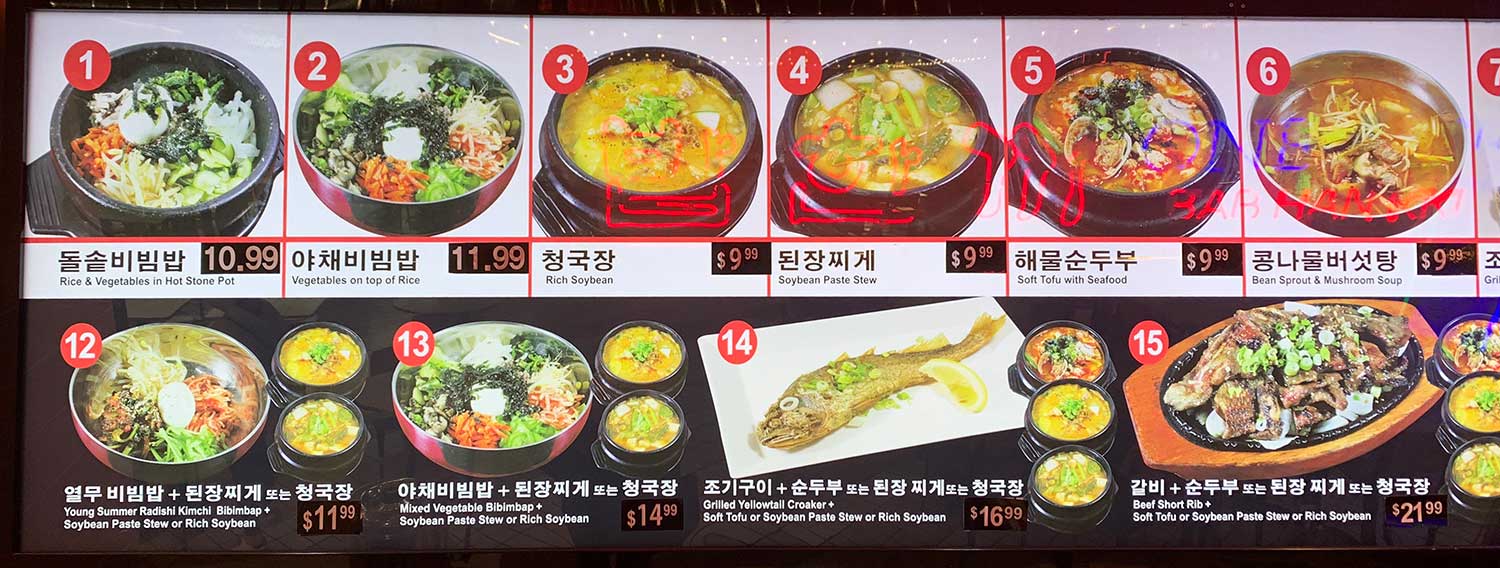 1
돌솥비빔밥 10.99
Rice & Vegetables in Hot Stone Pot
2
야채비빔밥 11.99
Vegetables on top of Rice
3
청국장 $9.99
Rich Soybean
4
된장찌게 $9.99
Soybean Paste Stew
5
해물순두부 $9.99
Soft Tofu with Seafood
6
콩나물버섯탕 $9.99
Bean Sprout & Mushroom Soup
7
ONE
BAB
12
열무 비빔밥 + 된장찌게 또는 청국장
Young Summer Radishi Kimchi Bibimbap +
Soybean Paste Stew or Rich Soybean
$11.99
13
야채비빔밥 + 된장찌게 또는 청국장
Mixed Vegetable Bibimbap +
Soybean Paste Stew or Rich Soybean
$14.99
14
조기구이 + 순두부 또는 된장 찌게또는 청국장
Grilled Yellowtail Croaker +
Soft Tofu or Soybean Paste Stew or Rich Soybean
$16.99
15
갈비 + 순두부 또는 된장 찌게 또는 청국장
Beef Short Rib +
Soft Tofu or Soybean Paste Stew or Rich Soybean
$21.99